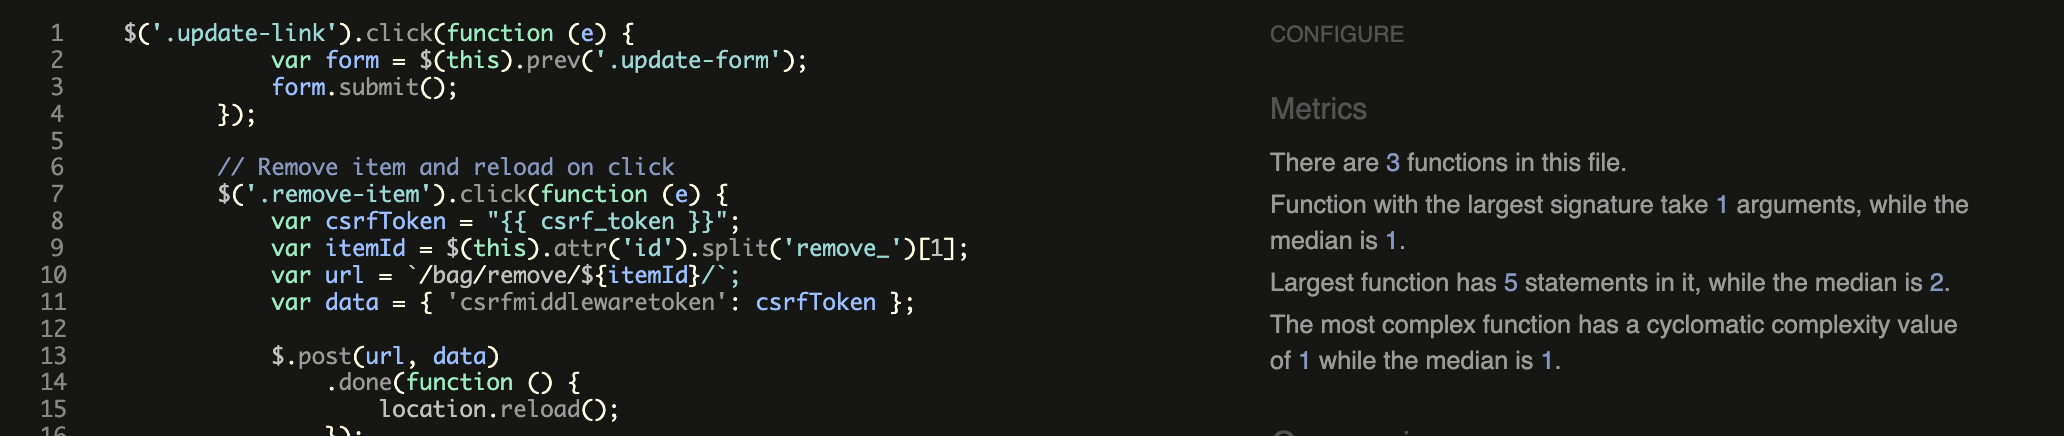 1 $('.update-link').click(function (e) {
2 var form = $(this).prev('.update-form');
3 form.submit();
4 });
5
6 // Remove item and reload on click
7 $('.remove-item').click(function (e) {
8 var csrfToken = "{{ csrf_token }}";
9 var itemId = $(this).attr('id').split('remove_')[1];
10 var url = `/bag/remove/${itemId}/`;
11 var data = { 'csrfmiddlewaretoken': csrfToken };
12
13 $.post(url, data)
14 .done(function () {
15 location.reload();
16 });
CONFIGURE
Metrics
There are 3 functions in this file.
Function with the largest signature take 1 arguments, while the
median is 1.
Largest function has 5 statements in it, while the median is 2.
The most complex function has a cyclomatic complexity value
of 1 while the median is 1.